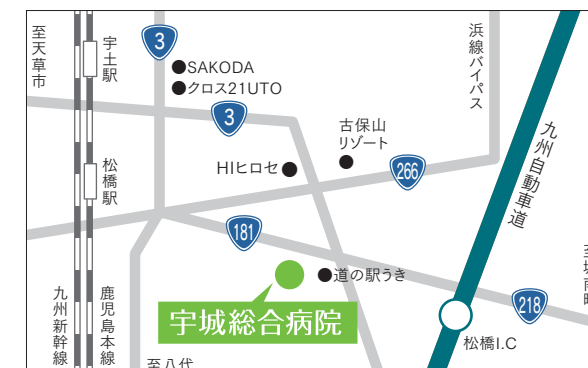 至天草市
宇土駅
3
SAKODA
クロス21UTO
3
浜線バイパス
古保山
リゾート
HIヒロセ
266
九州自動車道
松橋駅
181
道の駅うき
218
宇城総合病院
九州新幹線
鹿児島本線
松橋I.C
至八代